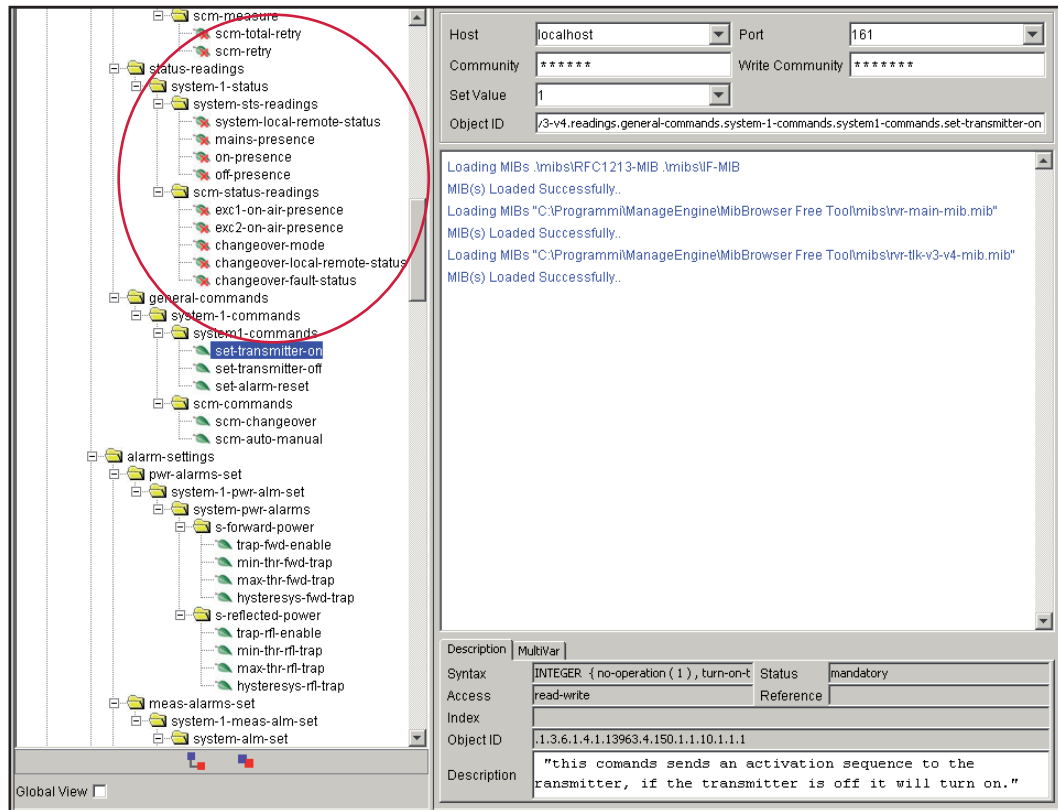 scm-measure
scm-total-retry
scm-retry
status-readings
system-1-status
system-sts-readings
system-local-remote-status
mains-presence
on-presence
off-presence
scm-status-readings
exc1-on-air-presence
exc2-on-air-presence
changeover-mode
changeover-local-remote-status
changeover-fault-status
general-commands
system-1-commands
system1-commands
set-transmitter-on
set-transmitter-off
set-alarm-reset
scm-commands
scm-changeover
scm-auto-manual
alarm-settings
pwr-alarms-set
system-1-pwr-alm-set
system-pwr-alarms
s-forward-power
trap-fwd-enable
min-thr-fwd-trap
max-thr-fwd-trap
hysteresys-fwd-trap
s-reflected-power
trap-rfl-enable
min-thr-rfl-trap
max-thr-rfl-trap
hysteresys-rfl-trap
meas-alarms-set
system-1-meas-alm-set
system-alm-set
Global View
Host localhost Port 161
Community ****** Write Community *******
Set Value 1
Object ID /3-v4.readings.general-commands.system-1-commands.system1-commands.set-transmitter-on
Loading MIBs .\mibs\RFC1213-MIB .\mibs\IF-MIB
MIB(s) Loaded Successfully..
Loading MIBs "C:\Programmi\ManageEngine\MibBrowser Free Tool\mibs\rvr-main-mib.mib"
MIB(s) Loaded Successfully..
Loading MIBs "C:\Programmi\ManageEngine\MibBrowser Free Tool\mibs\rvr-tlk-v3-v4-mib.mib"
MIB(s) Loaded Successfully..
Description MultiVar
Syntax INTEGER { no-operation ( 1 ) , turn-on-t Status mandatory
Access read-write Reference
Index
Object ID .1.3.6.1.4.1.13963.4.150.1.1.10.1.1.1
Description "this comands sends an activation sequence to the
ransmitter, if the transmitter is off it will turn on."